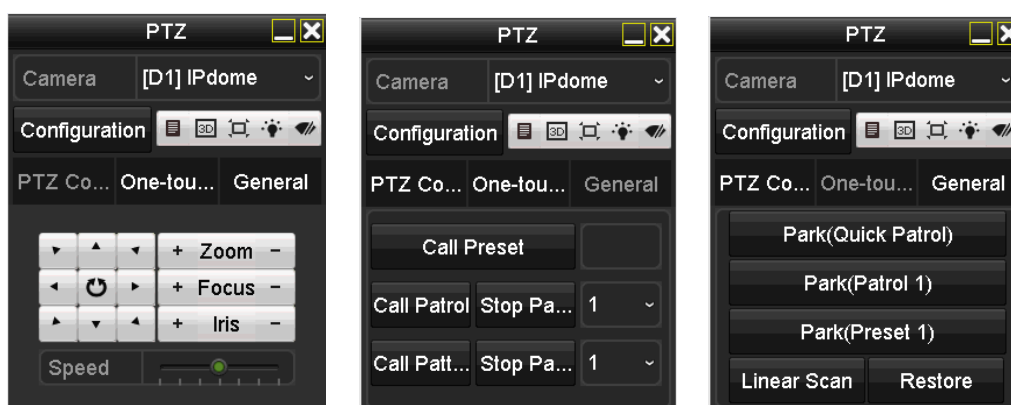 PTZ
Camera [D1] IPdome
Configuration 3D
PTZ Co... One-tou... General
+ Zoom -
+ Focus -
+ Iris -
Speed
PTZ
Camera [D1] IPdome
Configuration 3D
PTZ Co... One-tou... General
Call Preset
Call Patrol Stop Pa... 1
Call Patt... Stop Pa... 1
PTZ
Camera [D1] IPdome
Configuration 3D
PTZ Co... One-tou... General
Park(Quick Patrol)
Park(Patrol 1)
Park(Preset 1)
Linear Scan Restore